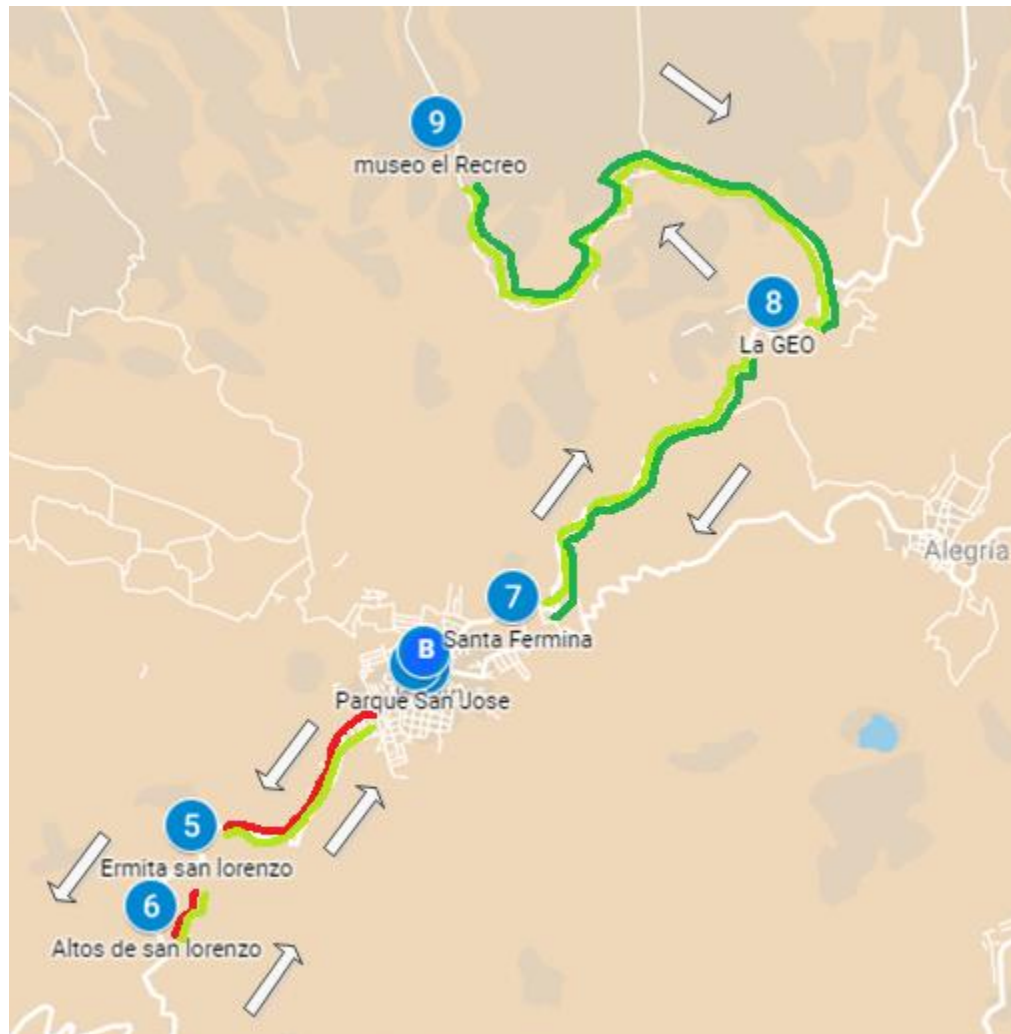 9
museo el Recreo
8
La GEO
Alegría
7
Santa Fermina
B
Parque San Jose
5
Ermita san lorenzo
6
Altos de san lorenzo